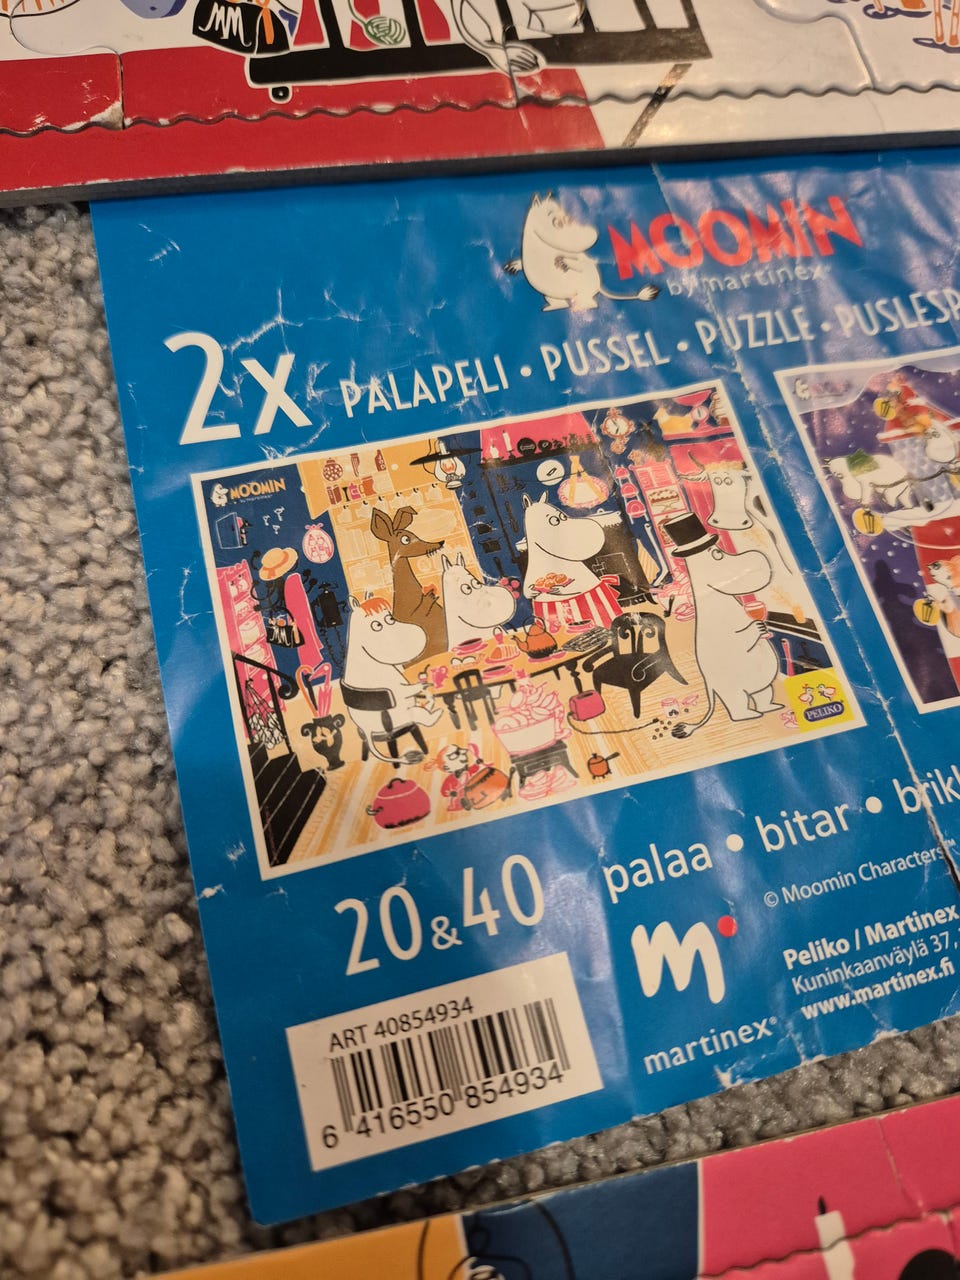 MOOMIN
by martinex®
2x PALAPELI • PUSSEL • PUZZLE • PUSLESP
MOOMIN
PELIKO
20&40 palaa • bitar • brik
© Moomin Characters™
Peliko / Martinex
Kuninkaanväylä 37,
www.martinex.fi
m
martinex®
ART 40854934
6 416550 854934